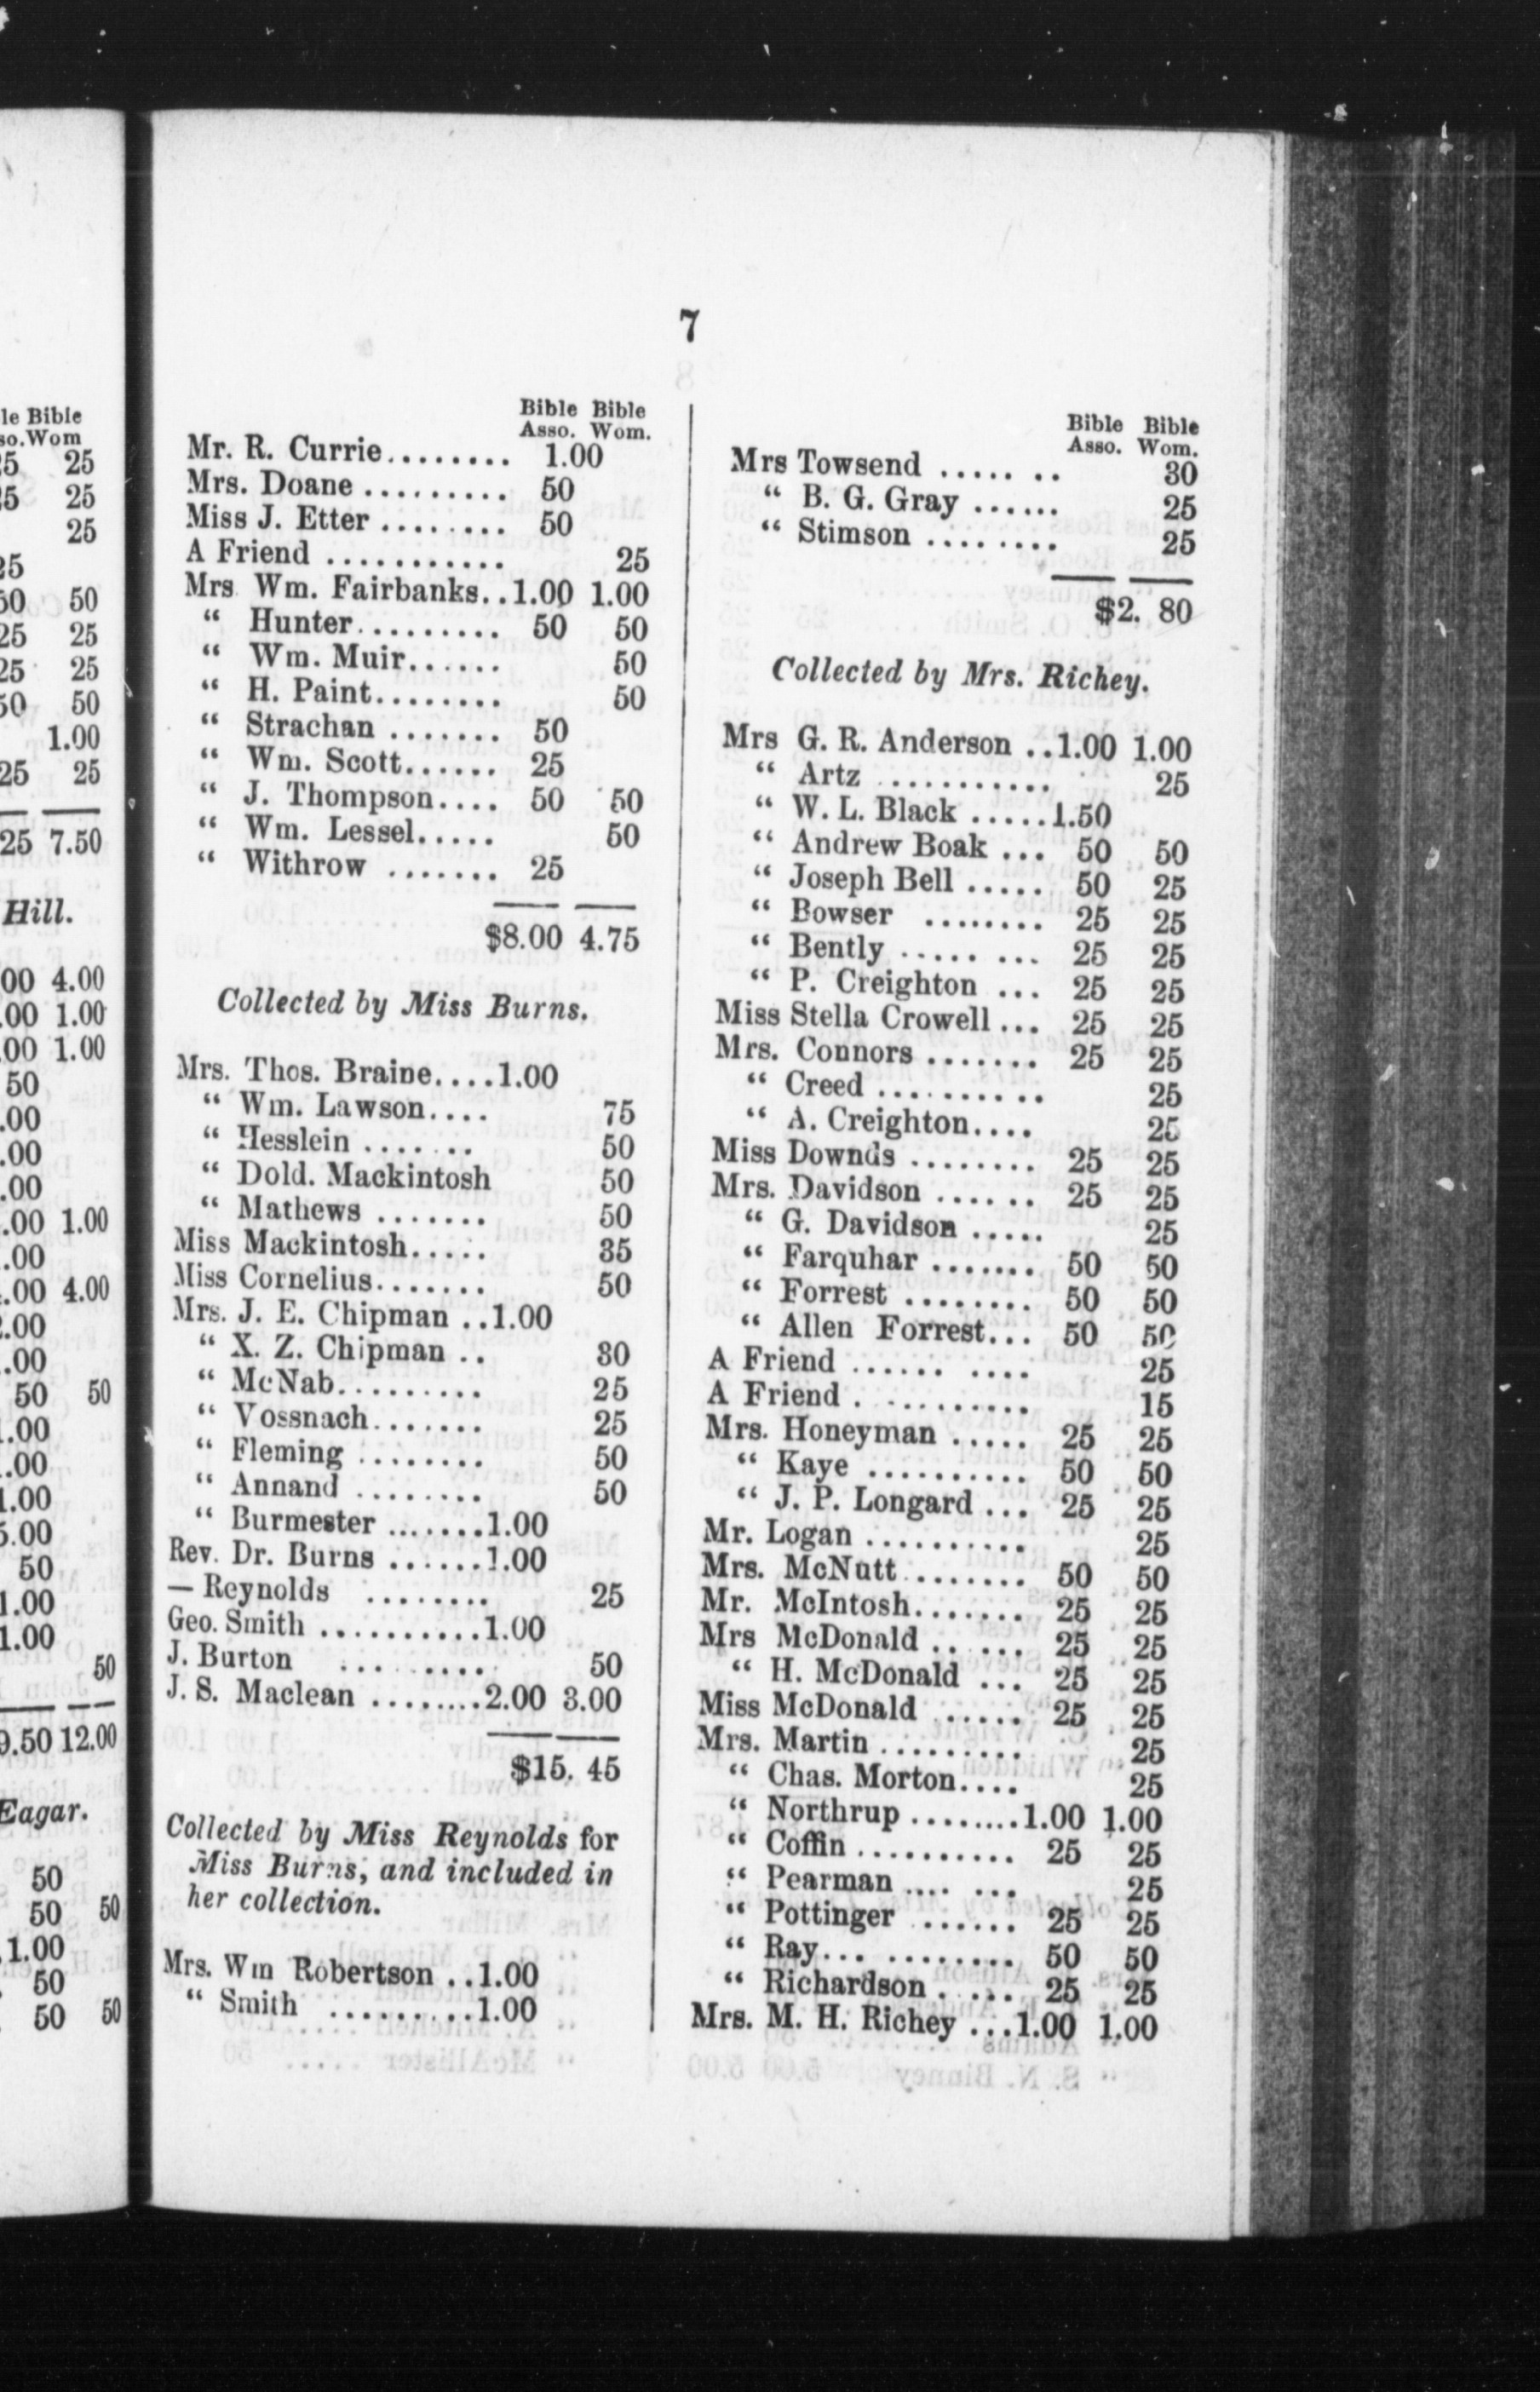 7
Bible Bible
Asso. Wom.
Mr. R. Currie........ 1.00
Mrs. Doane .......... 50
Miss J. Etter ........ 50
A Friend ........... 25
Mrs Wm. Fairbanks..1.00 1.00
“ Hunter......... 50 50
“ Wm. Muir...... 50
“ H. Paint........ 50
“ Strachan ....... 50
“ Wm. Scott...... 25
“ J. Thompson.... 50 50
“ Wm. Lessel..... 50
“ Withrow ....... 25
$8.00 4.75
Collected by Miss Burns.
Mrs. Thos. Braine....1.00
“ Wm. Lawson.... 75
“ Hesslein ....... 50
“ Dold. Mackintosh 50
“ Mathews ....... 50
Miss Mackintosh..... 35
Miss Cornelius....... 50
Mrs. J. E. Chipman ..1.00
“ X. Z. Chipman .. 30
“ McNab......... 25
“ Vossnach....... 25
“ Fleming ........ 50
“ Annand ........ 50
“ Burmester .......1.00
Rev. Dr. Burns ......1.00
— Reynolds ........ 25
Geo. Smith ..........1.00
J. Burton ......... 50
J. S. Maclean ........2.00 3.00
$15. 45
Collected by Miss Reynolds for
Miss Burns, and included in
her collection.
Mrs. Wm Robertson ..1.00
“ Smith .........1.00
Bible Bible
Asso. Wom.
Mrs Towsend ....... 30
“ B. G. Gray ...... 25
“ Stimson ........ 25
$2. 80
Collected by Mrs. Richey.
Mrs G. R. Anderson ..1.00 1.00
“ Artz ........... 25
“ W. L. Black .....1.50
“ Andrew Boak ... 50 50
“ Joseph Bell ..... 50 25
“ Bowser ........ 25 25
“ Bently ..... ... 25 25
“ P. Creighton ... 25 25
Miss Stella Crowell ... 25 25
Mrs. Connors ....... 25 25
“ Creed .......... 25
“ A. Creighton.... 25
Miss Downds ........ 25 25
Mrs. Davidson ...... 25 25
“ G. Davidson ..... 25
“ Farquhar ....... 50 50
“ Forrest ........ 50 50
“ Allen Forrest... 50 50
A Friend ...... .... 25
A Friend ........... 15
Mrs. Honeyman ..... 25 25
“ Kaye .......... 50 50
“ J. P. Longard ... 25 25
Mr. Logan .......... 25
Mrs. McNutt........ 50 50
Mr. McIntosh....... 25 25
Mrs McDonald ...... 25 25
“ H. McDonald ... 25 25
Miss McDonald ..... 25 25
Mrs. Martin ......... 25
“ Chas. Morton.... 25
“ Northrup ........1.00 1.00
“ Coffin .......... 25 25
“ Pearman .... ... 25
“ Pottinger ...... 25 25
“ Ray... ......... 50 50
“ Richardson . ... 25 25
Mrs. M. H. Richey ...1.00 1.00